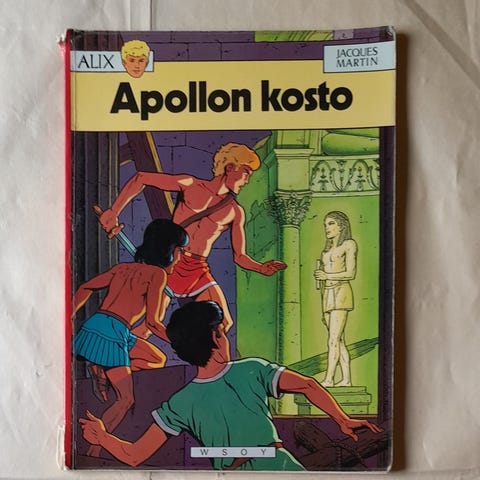 ALIX
JACQUES
MARTIN
Apollon kosto
WSOY